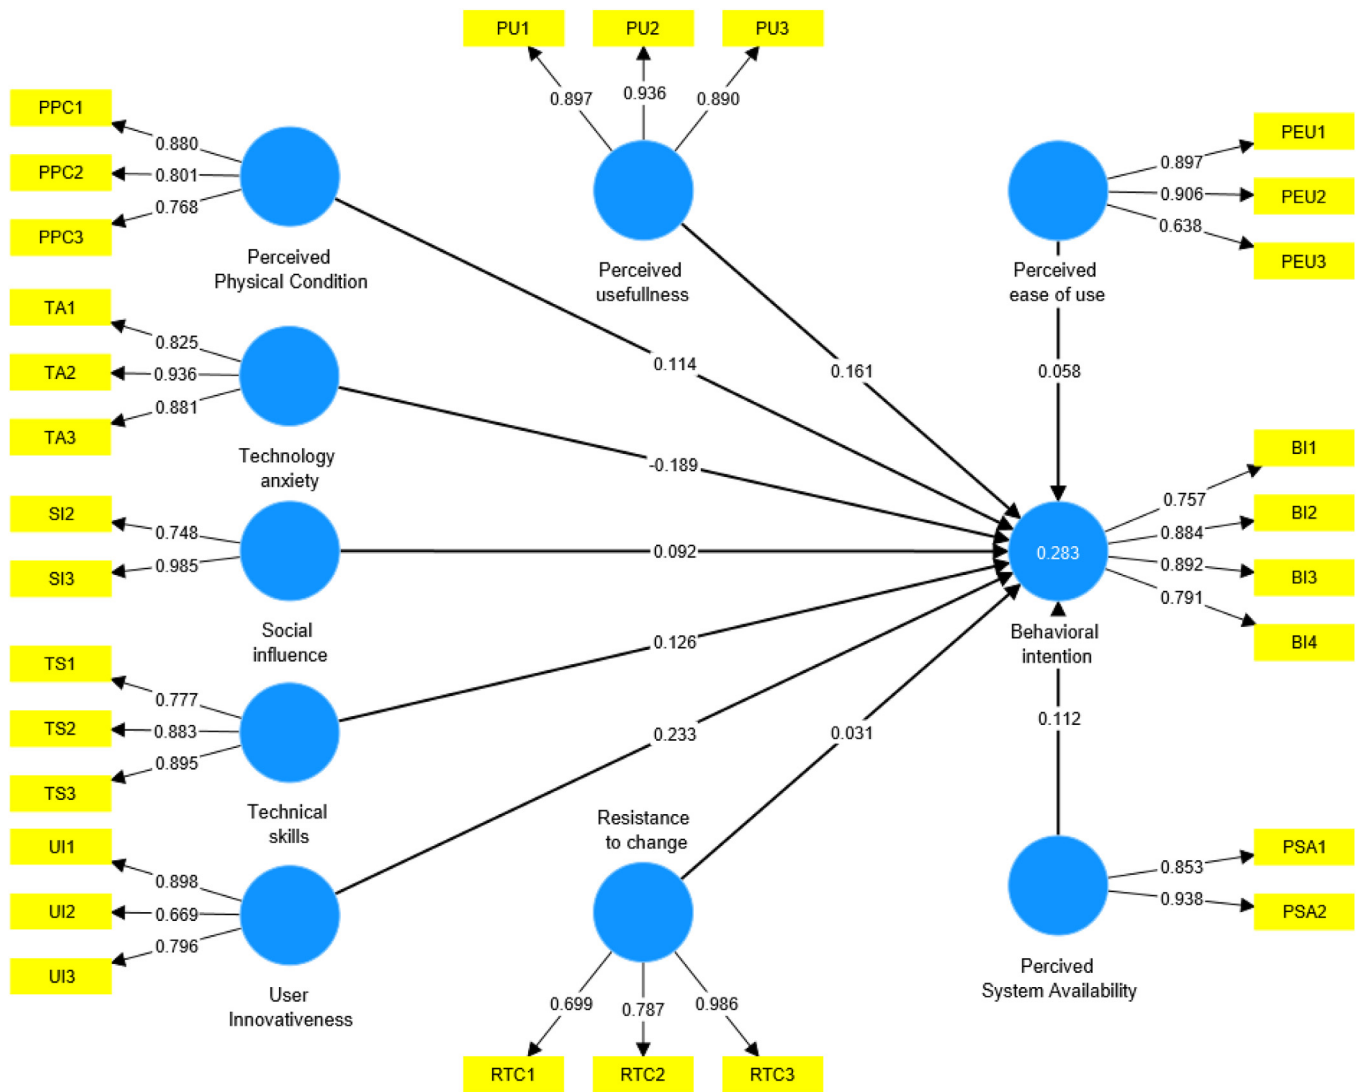 PU1
PU2
PU3
0.897
0.936
0.890
PPC1
PPC2
PPC3
0.880
0.801
0.768
Perceived
Physical Condition
Perceived
usefullness
PEU1
PEU2
PEU3
0.897
0.906
0.638
Perceived
ease of use
TA1
TA2
TA3
0.825
0.936
0.881
Technology
anxiety
0.114
0.161
0.058
-0.189
SI2
SI3
0.748
0.985
Social
influence
0.092
0.283
Behavioral
intention
BI1
BI2
BI3
BI4
0.757
0.884
0.892
0.791
TS1
TS2
TS3
0.777
0.883
0.895
Technical
skills
0.126
0.233
0.031
0.112
UI1
UI2
UI3
0.898
0.669
0.796
User
Innovativeness
Resistance
to change
0.699
0.787
0.986
RTC1
RTC2
RTC3
PSA1
PSA2
0.853
0.938
Percived
System Availability